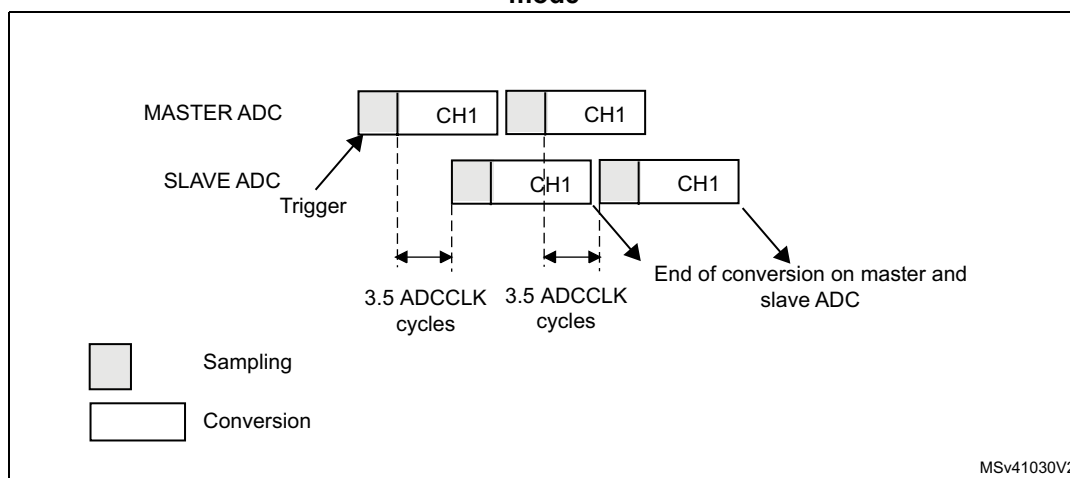 mode
MASTER ADC
CH1
CH1
SLAVE ADC
CH1
CH1
Trigger
End of conversion on master and
slave ADC
3.5 ADCCLK
cycles
3.5 ADCCLK
cycles
Sampling
Conversion
MSv41030V2